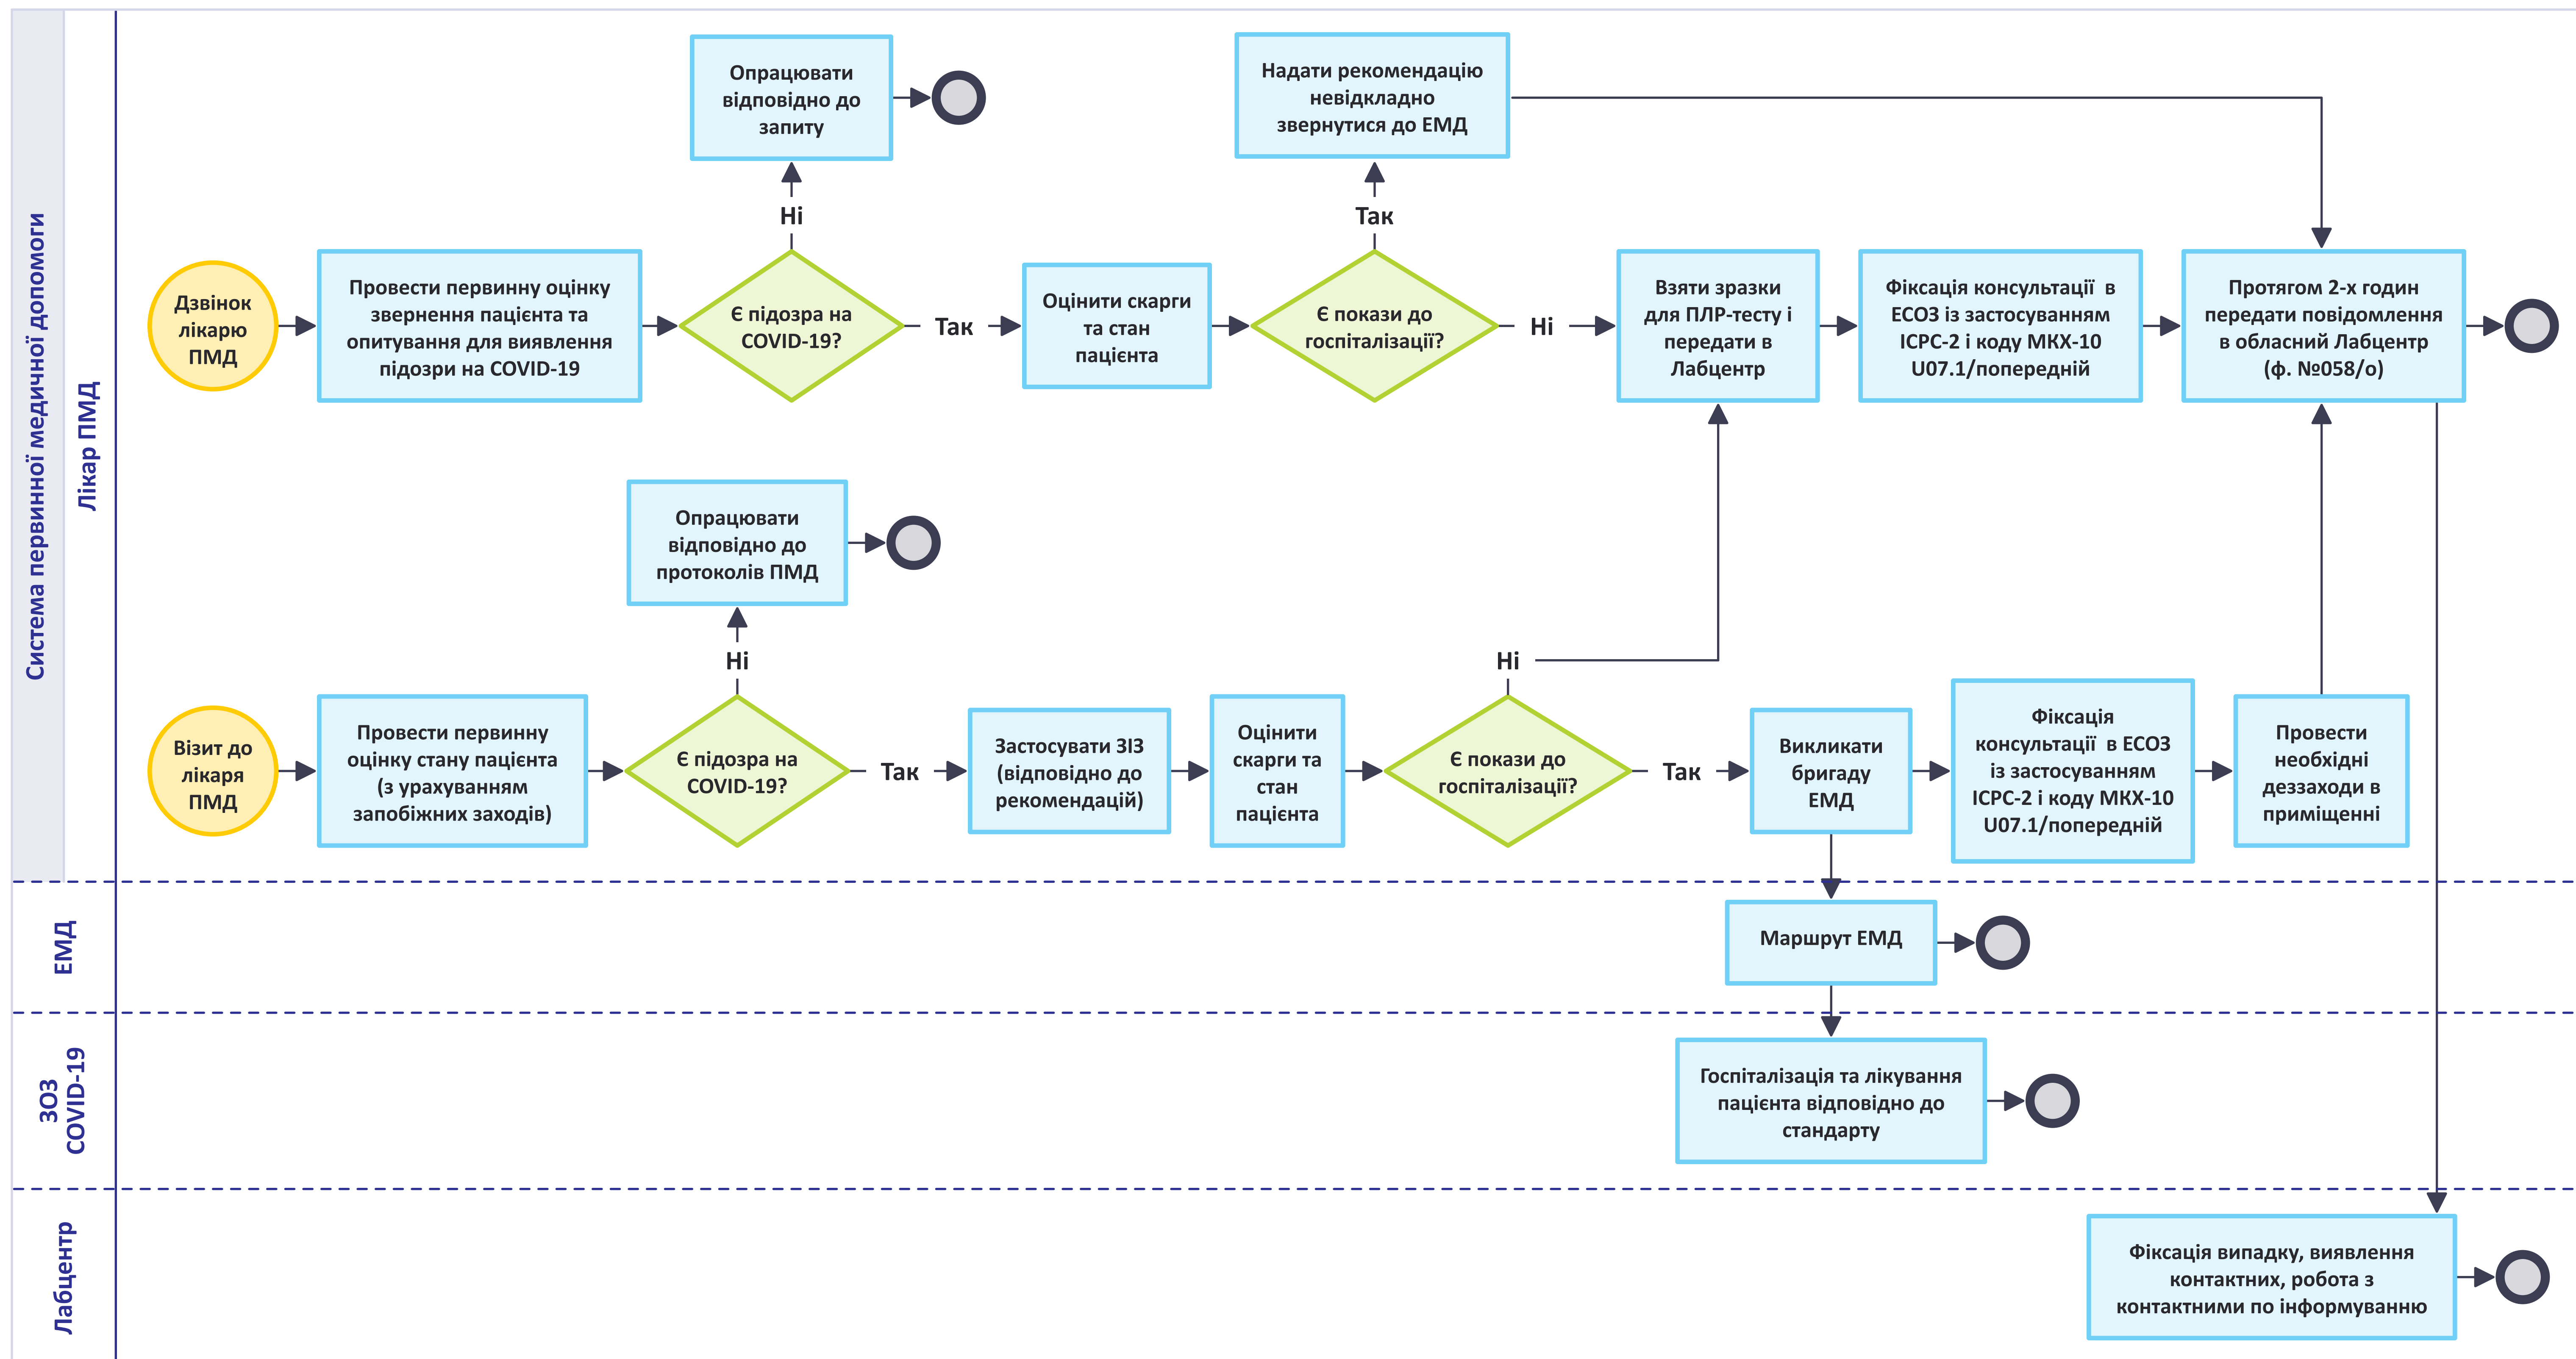 Система первинної медичної допомоги
Лікар ПМД
Дзвінок
лікарю
ПМД
Провести первинну оцінку
звернення пацієнта та
опитування для виявлення
підозри на COVID-19
Є підозра на
COVID-19?
Ні
Опрацювати
відповідно до
запиту
Так
Оцінити скарги
та стан
пацієнта
Є покази до
госпіталізації?
Так
Надати рекомендацію
невідкладно
звернутися до ЕМД
Ні
Взяти зразки
для ПЛР-тесту і
передати в
Лабцентр
Фіксація консультації в
ЕСОЗ із застосуванням
ICPC-2 і коду МКХ-10
U07.1/попередній
Протягом 2-х годин
передати повідомлення
в обласний Лабцентр
(ф. №058/о)
Візит до
лікаря
ПМД
Провести первинну
оцінку стану пацієнта
(з урахуванням
запобіжних заходів)
Є підозра на
COVID-19?
Ні
Опрацювати
відповідно до
протоколів ПМД
Так
Застосувати ЗІЗ
(відповідно до
рекомендацій)
Оцінити
скарги та
стан
пацієнта
Є покази до
госпіталізації?
Ні
Так
Викликати
бригаду
ЕМД
Фіксація
консультації в ЕСОЗ
із застосуванням
ICPC-2 і коду МКХ-10
U07.1/попередній
Провести
необхідні
деззаходи в
приміщенні
ЕМД
Маршрут ЕМД
ЗОЗ
COVID-19
Госпіталізація та лікування
пацієнта відповідно до
стандарту
Лабцентр
Фіксація випадку, виявлення
контактних, робота з
контактними по інформуванню